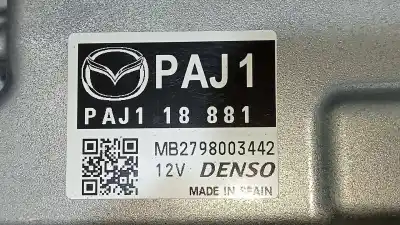 PAJ1
PAJ1 18 881
MB2798003442
12V DENSO
MADE IN SPAIN